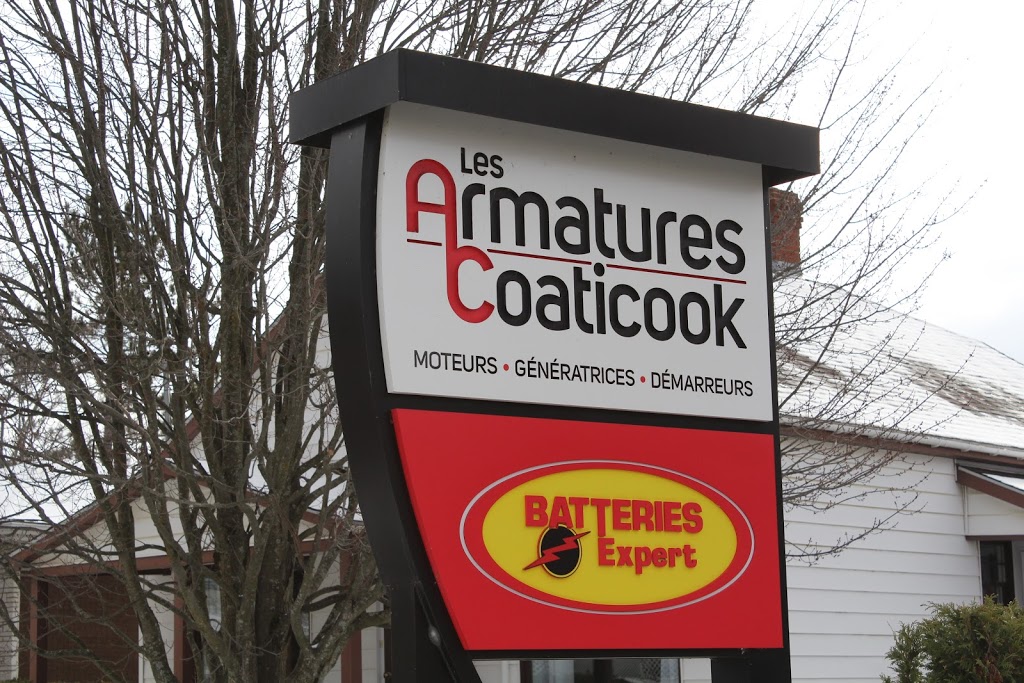 Les
Armatures
Coaticook
MOTEURS • GÉNÉRATRICES • DÉMARREURS
BATTERIES
Expert